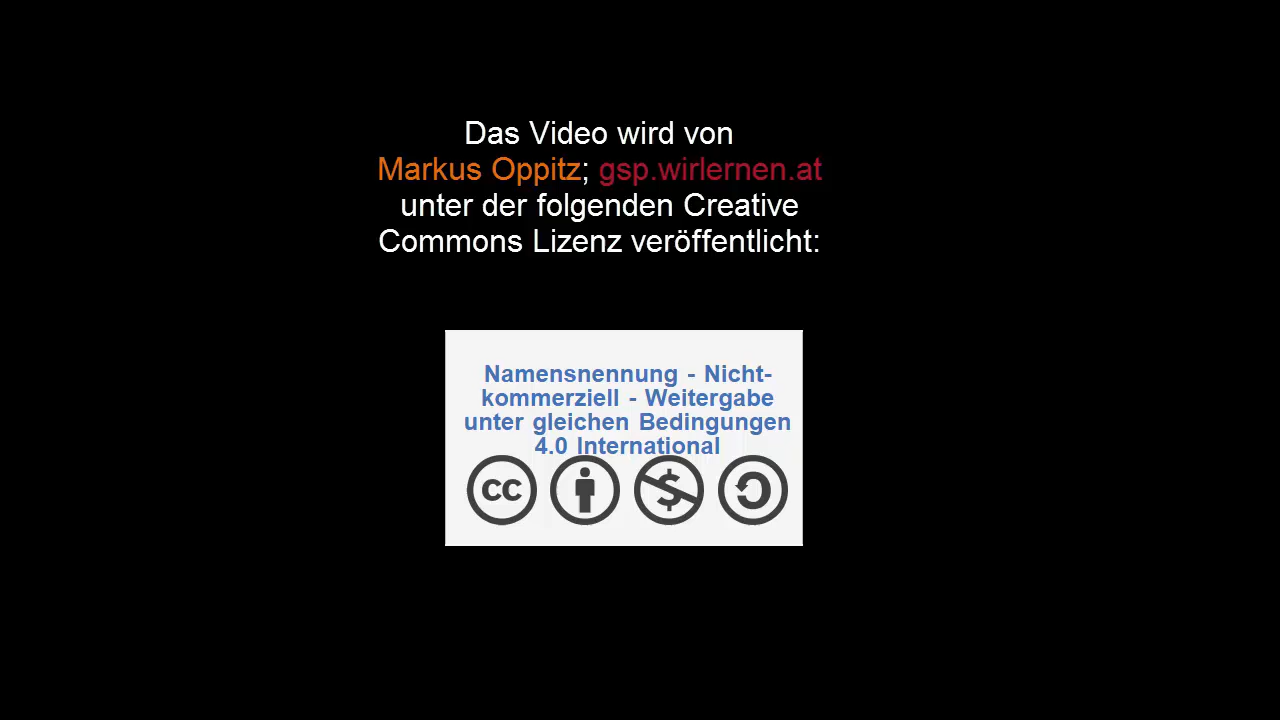 Das Video wird von
Markus Oppitz; gsp.wirlernen.at
unter der folgenden Creative
Commons Lizenz veröffentlicht:
Namensnennung - Nicht-
kommerziell - Weitergabe
unter gleichen Bedingungen
4.0 International